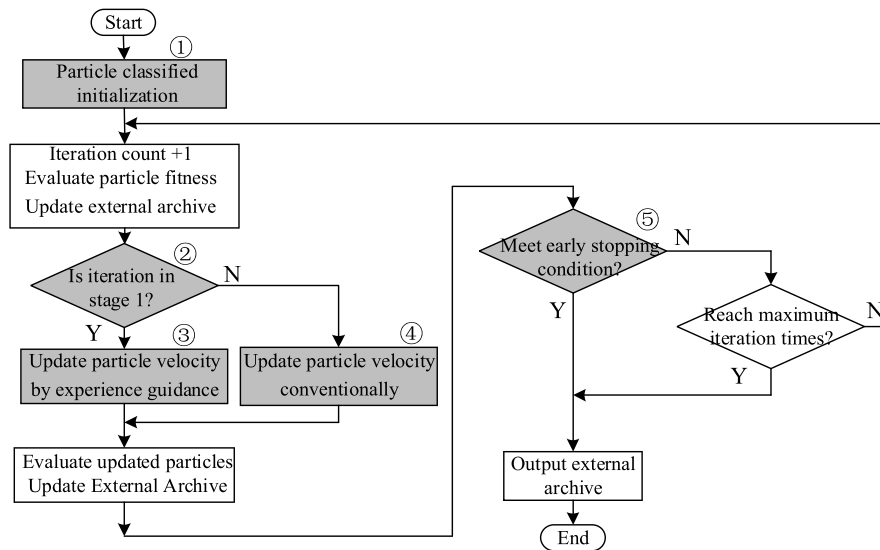 Start
①
Particle classified
initialization
Iteration count +1
Evaluate particle fitness
Update external archive
②
Is iteration in
stage 1?
N
Y
③
Update particle velocity
by experience guidance
④
Update particle velocity
conventionally
Evaluate updated particles
Update External Archive
⑤
Meet early stopping
condition?
N
Y
Reach maximum
iteration times?
N
Y
Output external
archive
End